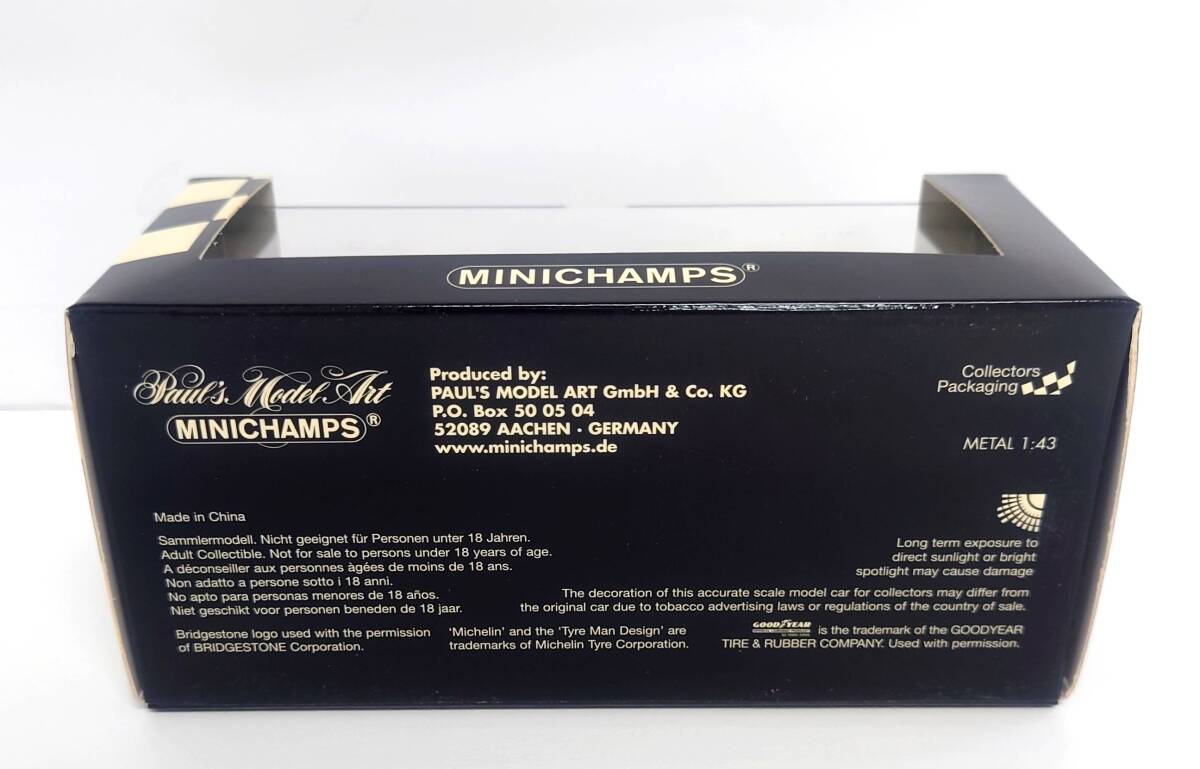 MINICHAMPS®
Paul's Model Art
MINICHAMPS®
Produced by:
PAUL'S MODEL ART GmbH & Co. KG
P.O. Box 50 05 04
52089 AACHEN · GERMANY
www.minichamps.de
Collectors
Packaging
METAL 1:43
Made in China
Sammlermodell. Nicht geeignet für Personen unter 18 Jahren.
Adult Collectible. Not for sale to persons under 18 years of age.
A déconseiller aux personnes àgées de moins de 18 ans.
Non adatto a persone sotto i 18 anni.
No apto para personas menores de 18 años.
Niet geschikt voor personen beneden de 18 jaar.
Long term exposure to
direct sunlight or bright
spotlight may cause damage
The decoration of this accurate scale model car for collectors may differ from
the original car due to tobacco advertising laws or regulations of the country of sale.
Bridgestone logo used with the permission
of BRIDGESTONE Corporation.
'Michelin' and the 'Tyre Man Design' are
trademarks of Michelin Tyre Corporation.
GOODYEAR is the trademark of the GOODYEAR
TIRE & RUBBER COMPANY. Used with permission.